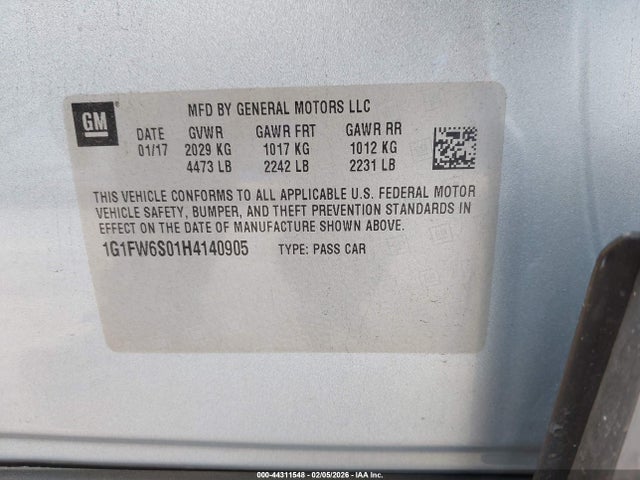 GM
MFD BY GENERAL MOTORS LLC
DATE GVWR GAWR FRT GAWR RR
01/17 2029 KG 1017 KG 1012 KG
4473 LB 2242 LB 2231 LB
THIS VEHICLE CONFORMS TO ALL APPLICABLE U.S. FEDERAL MOTOR
VEHICLE SAFETY, BUMPER, AND THEFT PREVENTION STANDARDS IN
EFFECT ON THE DATE OF MANUFACTURE SHOWN ABOVE.
1G1FW6S01H4140905 TYPE: PASS CAR
000-44311548 - 02/05/2026 - IAA Inc.